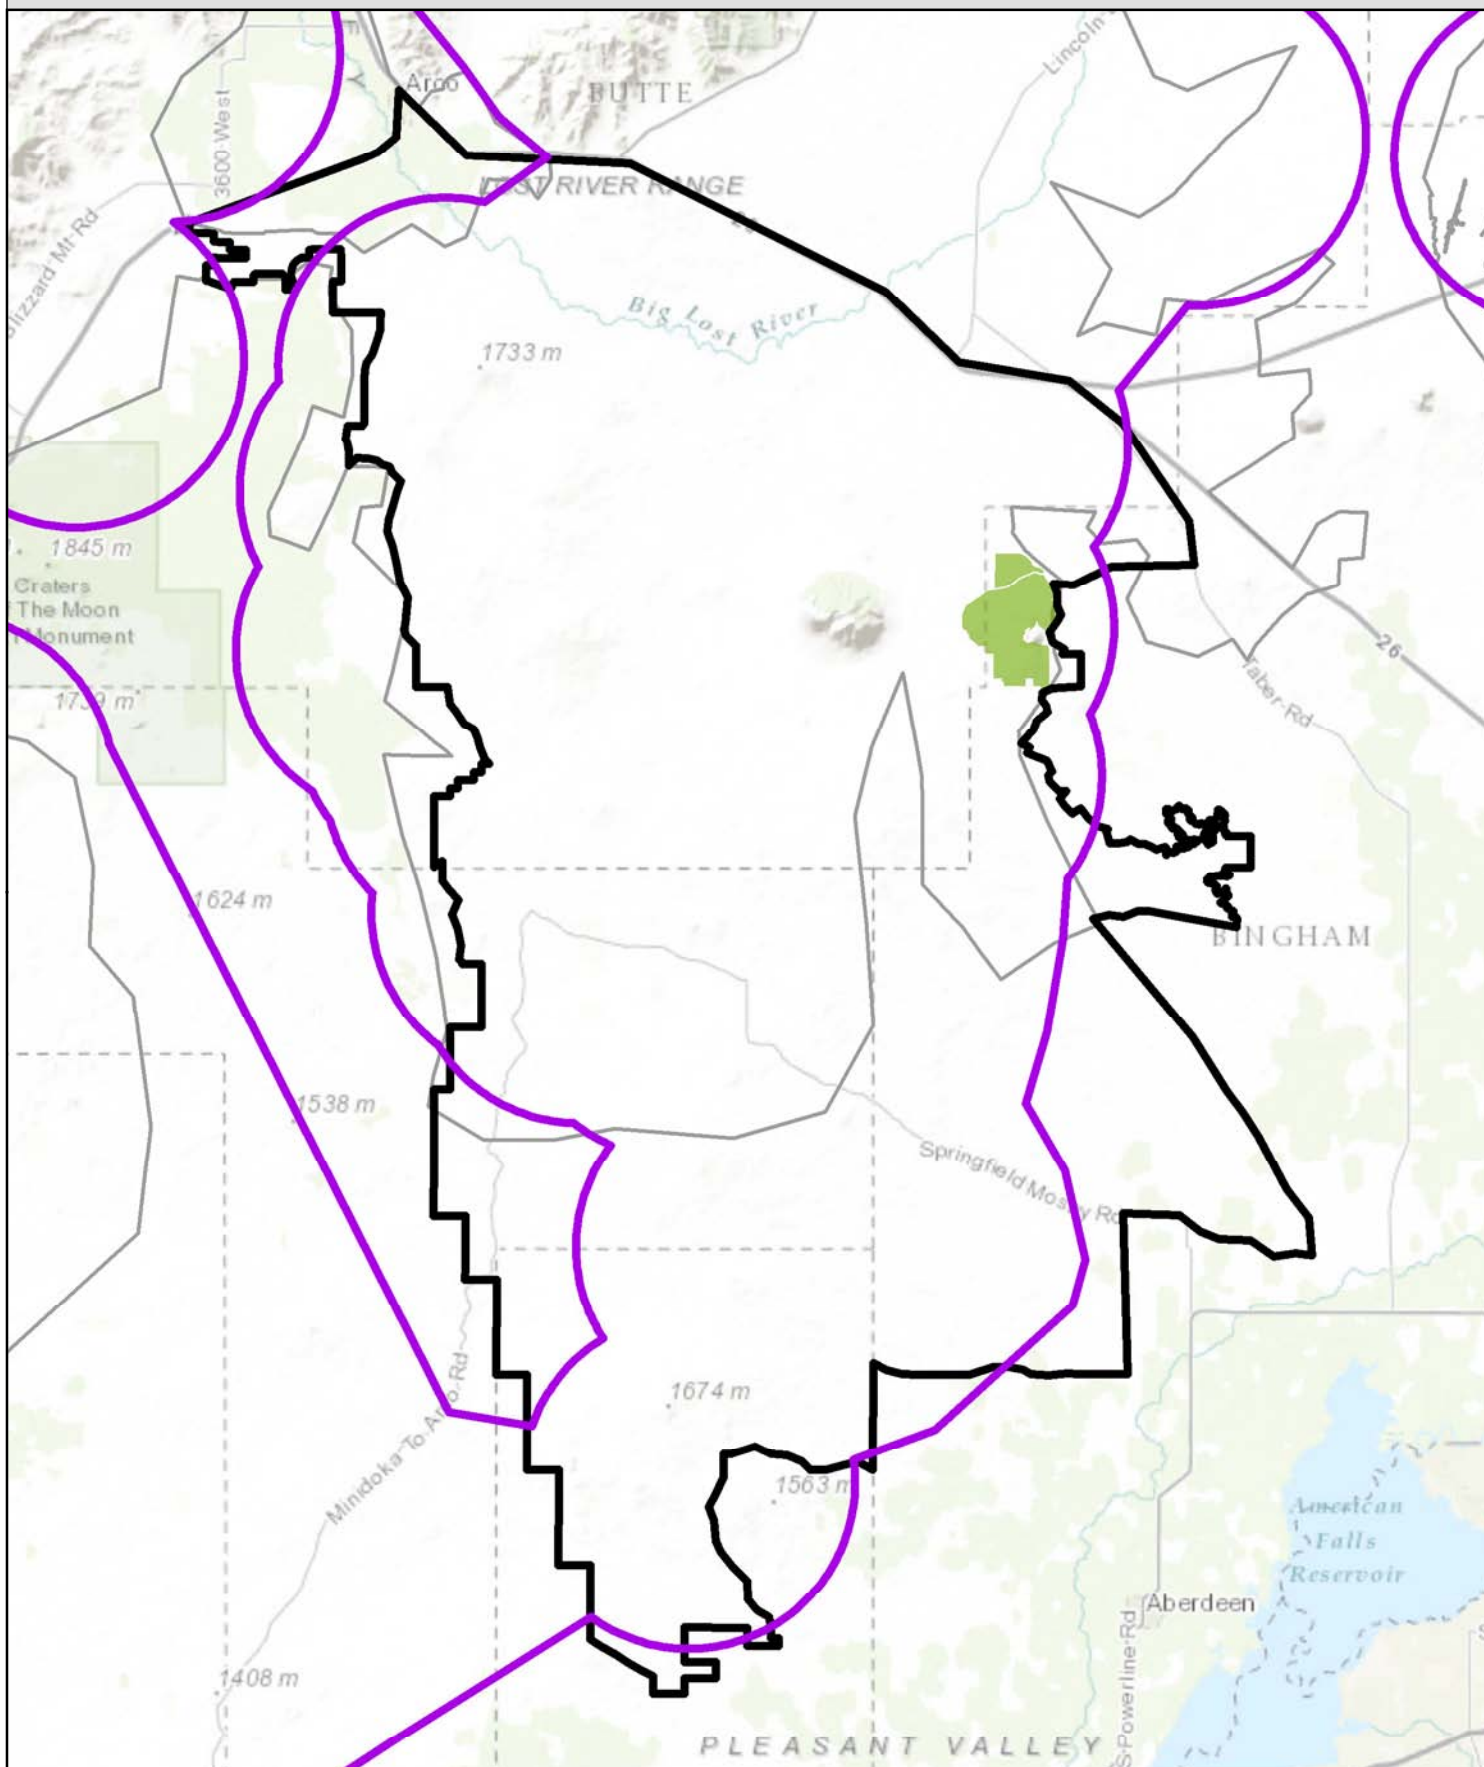 Arco
BUTTE
Lincoln
3600 West
LOST RIVER RANGE
Blizzard Mt Rd
Big Lost River
1733 m
1845 m
Craters
The Moon
Monument
26
Taber Rd
1739 m
1624 m
BINGHAM
1538 m
Springfield Mosby Rd
1674 m
Minidoka To Arco Rd
1563 m
American
Falls
Reservoir
Aberdeen
S Powerline Rd
1408 m
PLEASANT VALLEY